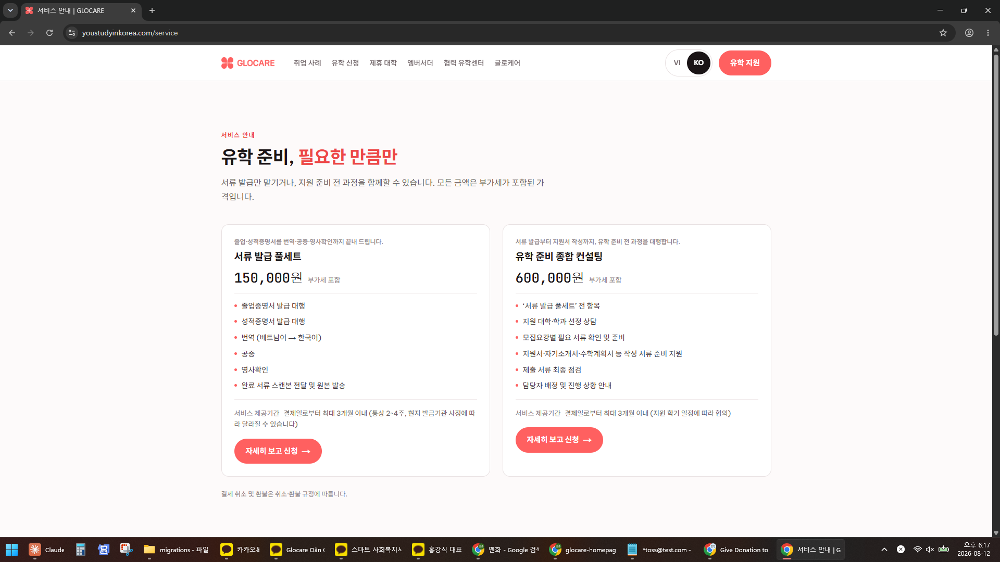 서비스 안내 | GLOCARE
youstudyinkorea.com/service
GLOCARE
취업 사례
유학 신청
제휴 대학
엠버서더
협력 유학센터
글로케어
VI
KO
유학 지원
서비스 안내
유학 준비, 필요한 만큼만
서류 발급만 맡기거나, 지원 준비 전 과정을 함께할 수 있습니다. 모든 금액은 부가세가 포함된 가
격입니다.
졸업·성적증명서를 번역·공증·영사확인까지 끝내 드립니다.
서류 발급 풀세트
150,000원 부가세 포함
졸업증명서 발급 대행
성적증명서 발급 대행
번역 (베트남어 → 한국어)
공증
영사확인
완료 서류 스캔본 전달 및 원본 발송
서비스 제공기간 결제일로부터 최대 3개월 이내 (통상 2~4주, 현지 발급기관 사정에 따
라 달라질 수 있습니다)
자세히 보고 신청 →
서류 발급부터 지원서 작성까지, 유학 준비 전 과정을 대행합니다.
유학 준비 종합 컨설팅
600,000원 부가세 포함
‘서류 발급 풀세트’ 전 항목
지원 대학·학과 선정 상담
모집요강별 필요 서류 확인 및 준비
지원서·자기소개서·수학계획서 등 작성 서류 준비 지원
제출 서류 최종 점검
담당자 배정 및 진행 상황 안내
서비스 제공기간 결제일로부터 최대 3개월 이내 (지원 학기 일정에 따라 협의)
자세히 보고 신청 →
결제 취소 및 환불은 취소·환불 규정에 따릅니다.
Claude
migrations - 파일
카카오톡
Glocare Oăn
스마트 사회복지사
홍강식 대표
엔화 - Google 검색
glocare-homepag
*toss@test.com -
Give Donation to
서비스 안내 | G
오후 6:17
2026-08-12